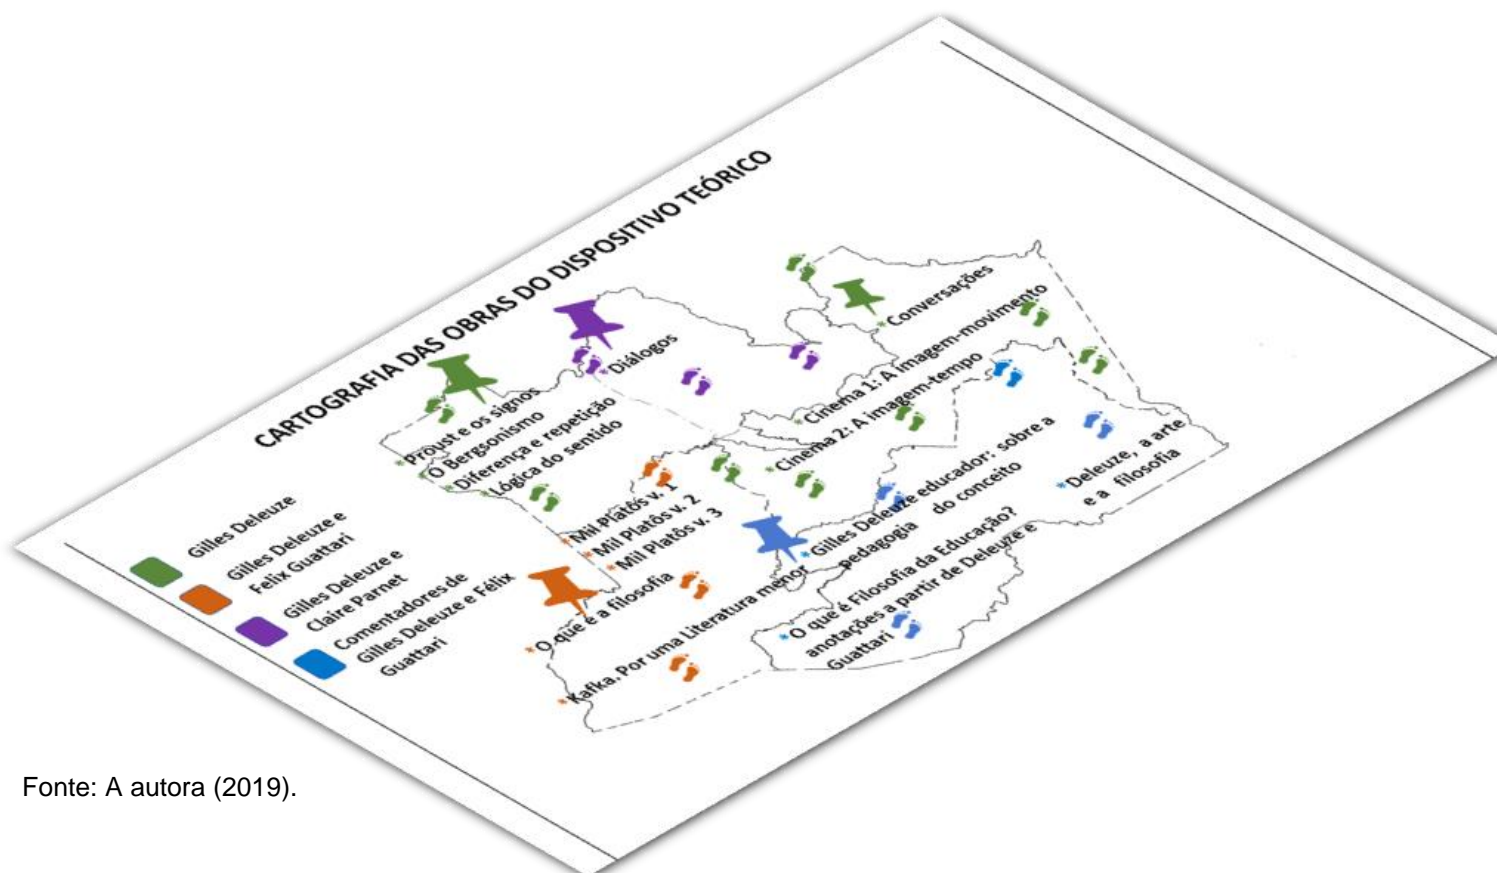 CARTOGRAFIA DAS OBRAS DO DISPOSITIVO TEÓRICO
Gilles Deleuze
Gilles Deleuze e
Felix Guattari
Gilles Deleuze e
Claire Parnet
Comentadores de
Gilles Deleuze e Félix
Guattari
*Proust e os signos
*O Bergsonismo
*Diferença e repetição
*Lógica do sentido
*Diálogos
*Conversações
*Cinema 1: A imagem-movimento
*Cinema 2: A imagem-tempo
*Mil Platôs v. 1
*Mil Platôs v. 2
*Mil Platôs v. 3
*O que é a filosofia
*Kafka. Por uma Literatura menor
*Gilles Deleuze educador: sobre a
pedagogia do conceito
*O que é Filosofia da Educação?
anotações a partir de Deleuze e
Guattari
*Deleuze, a arte
e a filosofia
Fonte: A autora (2019).